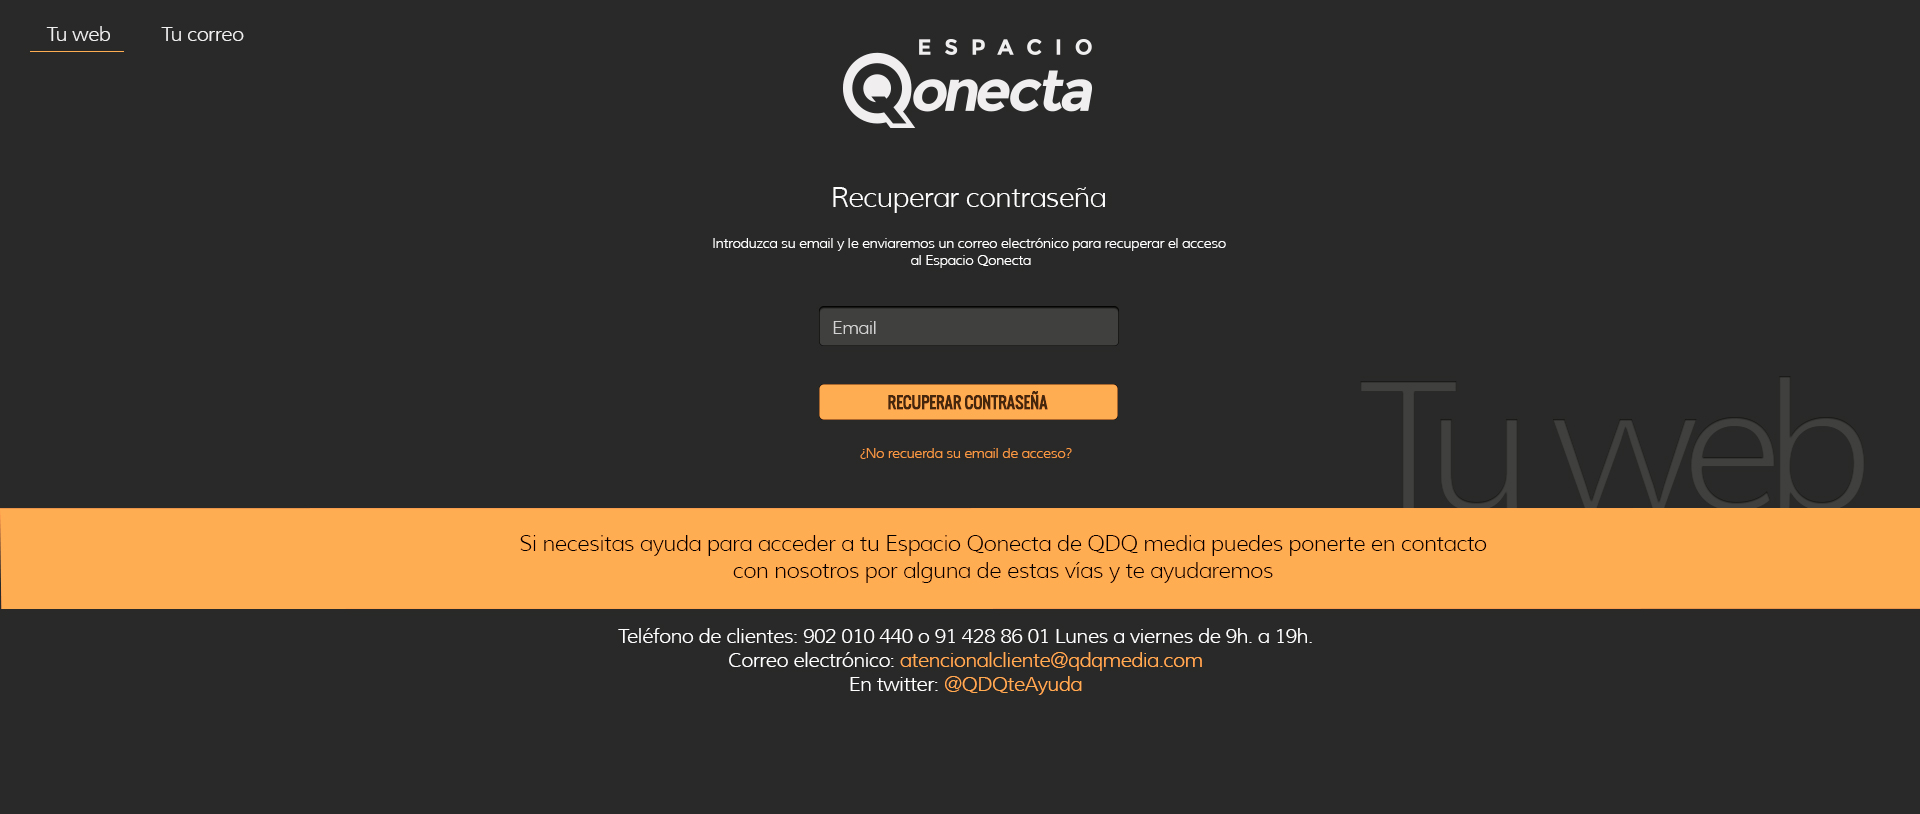 Tu web
Tu correo
ESPACIO
Qonecta
Recuperar contraseña
Introduzca su email y le enviaremos un correo electrónico para recuperar el acceso
al Espacio Qonecta
Email
RECUPERAR CONTRASEÑA
¿No recuerda su email de acceso?
Tu web
Si necesitas ayuda para acceder a tu Espacio Qonecta de QDQ media puedes ponerte en contacto
con nosotros por alguna de estas vías y te ayudaremos
Teléfono de clientes: 902 010 440 o 91 428 86 01 Lunes a viernes de 9h. a 19h.
Correo electrónico: atencionalcliente@qdqmedia.com
En twitter: @QDQteAyuda